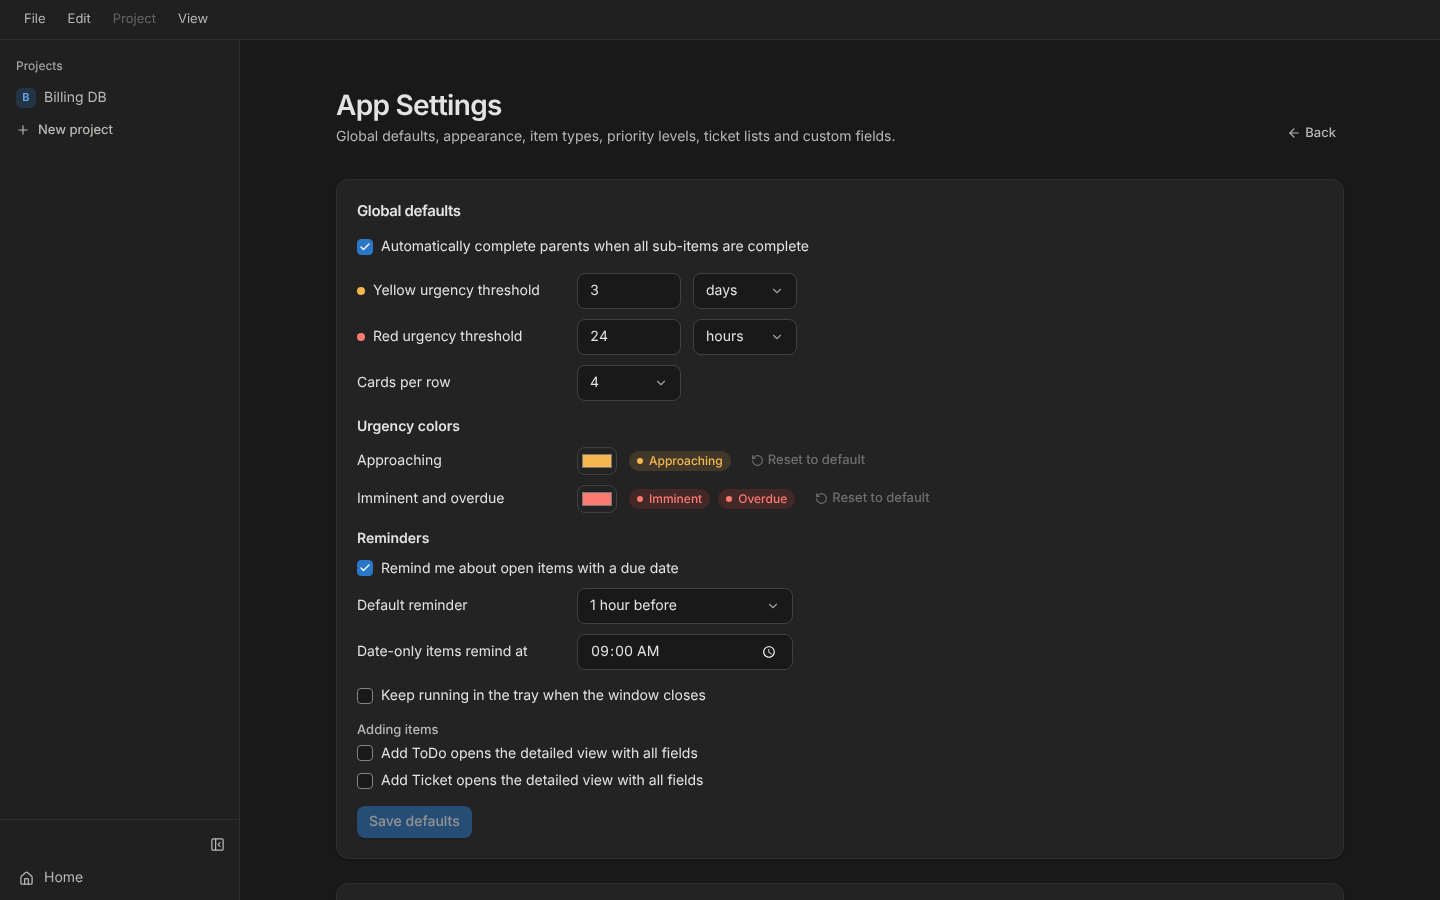 File Edit Project View
Projects
B Billing DB
New project
Home
App Settings
Global defaults, appearance, item types, priority levels, ticket lists and custom fields.
Back
Global defaults
Automatically complete parents when all sub-items are complete
Yellow urgency threshold 3 days
Red urgency threshold 24 hours
Cards per row 4
Urgency colors
Approaching Approaching Reset to default
Imminent and overdue Imminent Overdue Reset to default
Reminders
Remind me about open items with a due date
Default reminder 1 hour before
Date-only items remind at 09:00 AM
Keep running in the tray when the window closes
Adding items
Add ToDo opens the detailed view with all fields
Add Ticket opens the detailed view with all fields
Save defaults